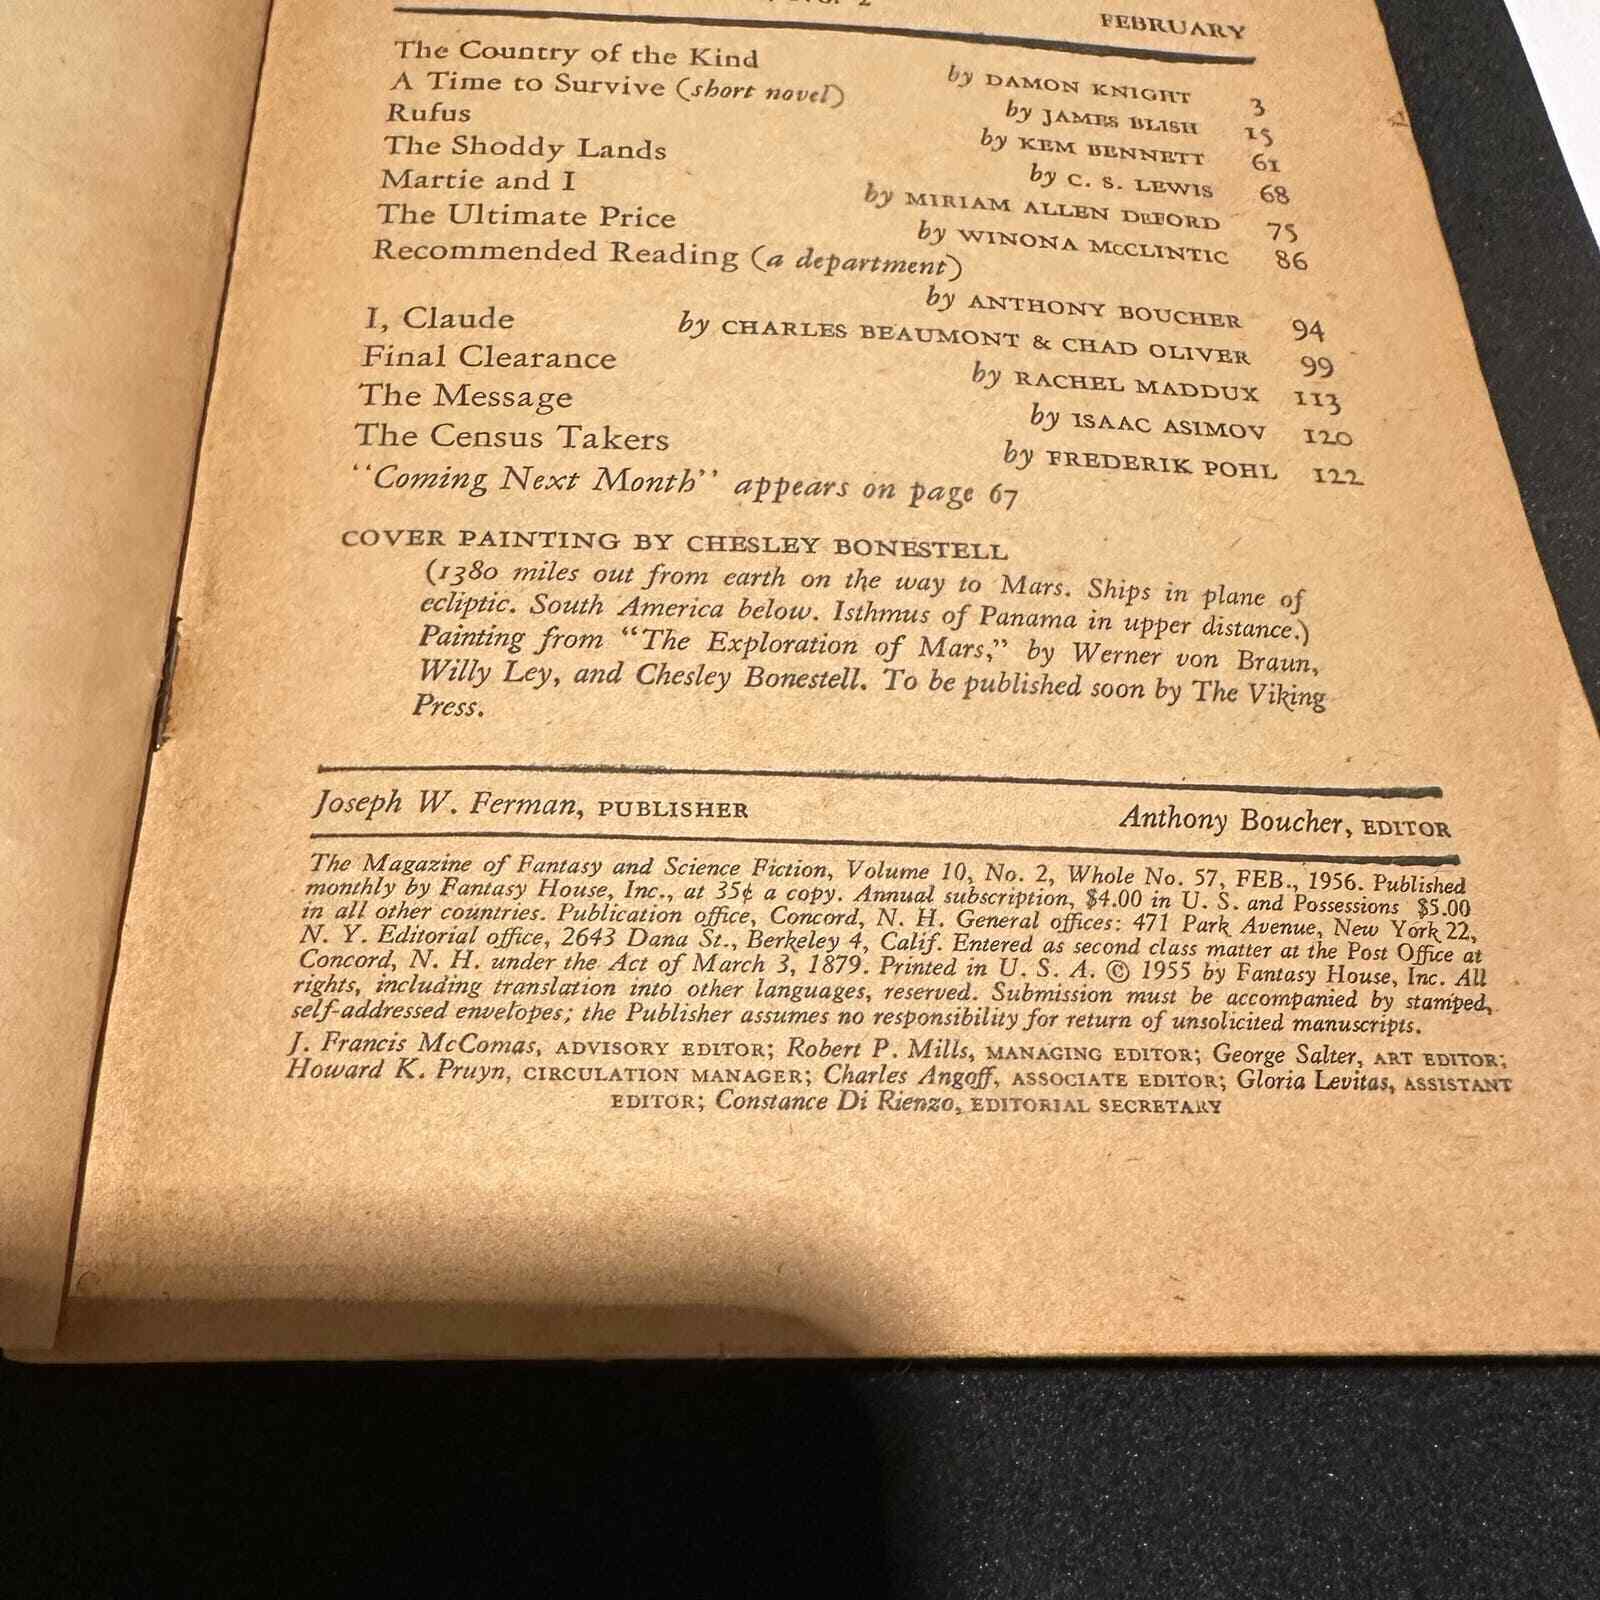 No. 2 FEBRUARY
The Country of the Kind by DAMON KNIGHT 3
A Time to Survive (short novel) by JAMES BLISH 15
Rufus by KEM BENNETT 61
The Shoddy Lands by C. S. LEWIS 68
Martie and I by MIRIAM ALLEN DEFORD 75
The Ultimate Price by WINONA MCCLINTIC 86
Recommended Reading (a department)
by ANTHONY BOUCHER 94
I, Claude by CHARLES BEAUMONT & CHAD OLIVER 99
Final Clearance by RACHEL MADDUX 113
The Message by ISAAC ASIMOV 120
The Census Takers by FREDERIK POHL 122
"Coming Next Month" appears on page 67
COVER PAINTING BY CHESLEY BONESTELL
(1380 miles out from earth on the way to Mars. Ships in plane of
ecliptic. South America below. Isthmus of Panama in upper distance.)
Painting from "The Exploration of Mars," by Werner von Braun,
Willy Ley, and Chesley Bonestell. To be published soon by The Viking
Press.
Joseph W. Ferman, PUBLISHER Anthony Boucher, EDITOR
The Magazine of Fantasy and Science Fiction, Volume 10, No. 2, Whole No. 57, FEB., 1956. Published
monthly by Fantasy House, Inc., at 35¢ a copy. Annual subscription, $4.00 in U. S. and Possessions $5.00
in all other countries. Publication office, Concord, N. H. General offices: 471 Park Avenue, New York 22,
N. Y. Editorial office, 2643 Dana St., Berkeley 4, Calif. Entered as second class matter at the Post Office at
Concord, N. H. under the Act of March 3, 1879. Printed in U. S. A. © 1955 by Fantasy House, Inc. All
rights, including translation into other languages, reserved. Submission must be accompanied by stamped,
self-addressed envelopes; the Publisher assumes no responsibility for return of unsolicited manuscripts.
J. Francis McComas, ADVISORY EDITOR; Robert P. Mills, MANAGING EDITOR; George Salter, ART EDITOR;
Howard K. Pruyn, CIRCULATION MANAGER; Charles Angoff, ASSOCIATE EDITOR; Gloria Levitas, ASSISTANT
EDITOR; Constance Di Rienzo, EDITORIAL SECRETARY